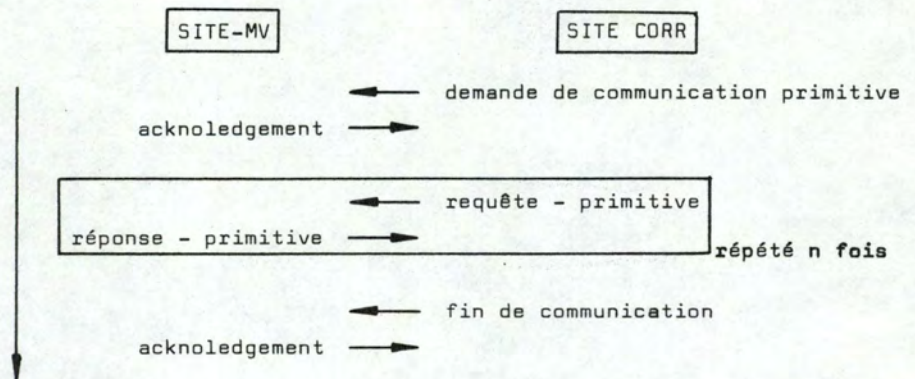 SITE-MV SITE CORR
demande de communication primitive
acknoledgement
requête - primitive
réponse - primitive
répété n fois
fin de communication
acknoledgement